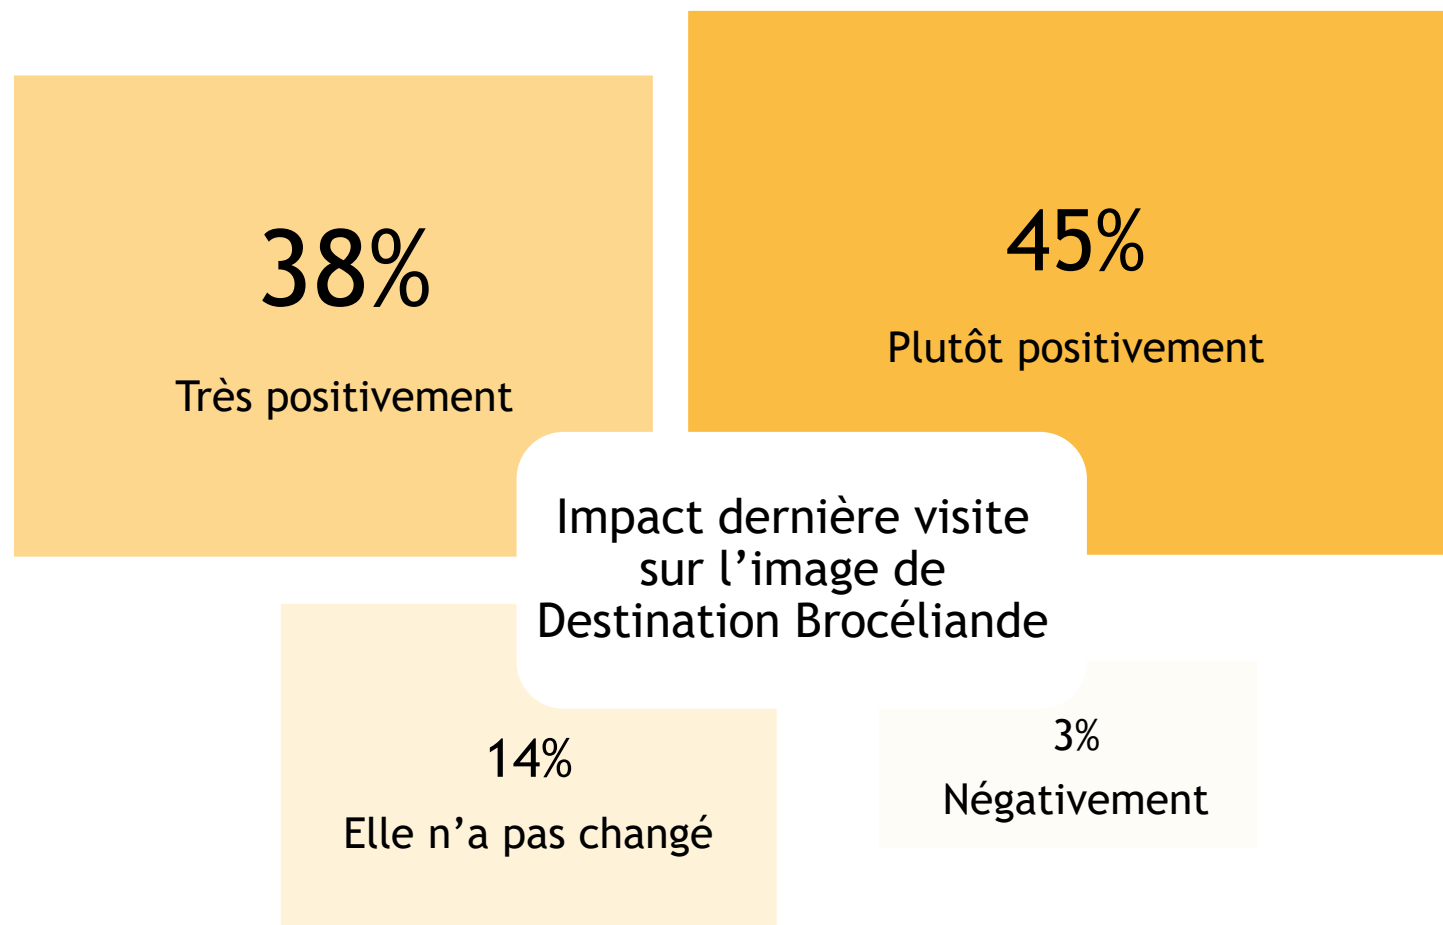 38%
Très positivement
45%
Plutôt positivement
Impact dernière visite
sur l’image de
Destination Brocéliande
14%
Elle n’a pas changé
3%
Négativement